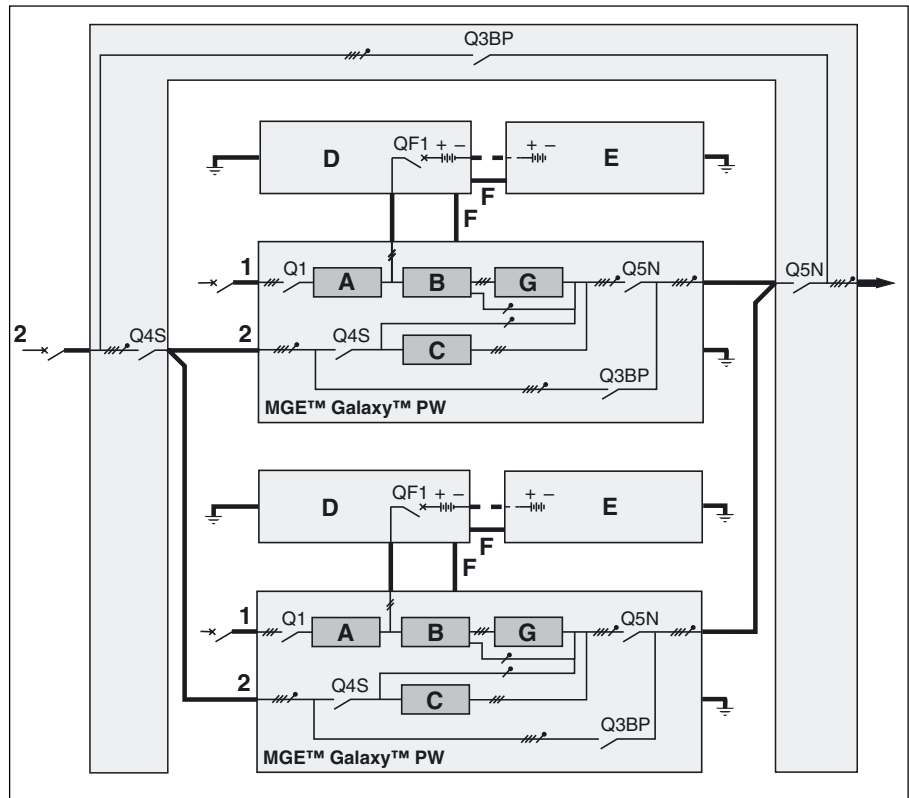 Q3BP
QF1 + − + −
D E
F
F
1 Q1 A B G Q5N Q5N
2 Q4S 2 Q4S C
Q3BP
MGE™ Galaxy™ PW
QF1 + − + −
D E
F
F
1 Q1 A B G Q5N
2 Q4S C
Q3BP
MGE™ Galaxy™ PW